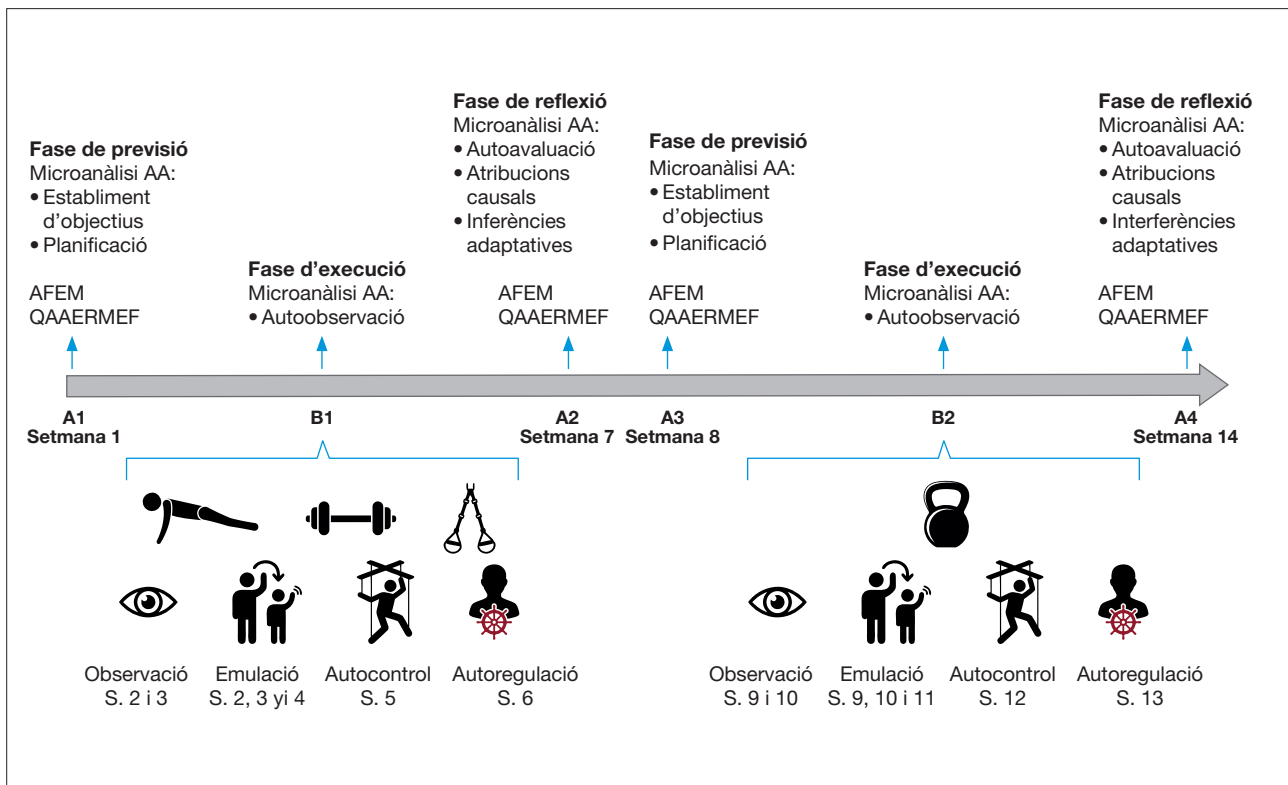 Fase de previsió
Microanàlisi AA:
• Establiment
d'objectius
• Planificació
AFEM
QAAERMEF
Fase d'execució
Microanàlisi AA:
• Autoobservació
Fase de reflexió
Microanàlisi AA:
• Autoavaluació
• Atribucions
causals
• Inferències
adaptatives
AFEM
QAAERMEF
Fase de previsió
Microanàlisi AA:
• Establiment
d'objectius
• Planificació
AFEM
QAAERMEF
Fase d'execució
Microanàlisi AA:
• Autoobservació
Fase de reflexió
Microanàlisi AA:
• Autoavaluació
• Atribucions
causals
• Interferències
adaptatives
AFEM
QAAERMEF
A1
Setmana 1
B1
A2
Setmana 7
A3
Setmana 8
B2
A4
Setmana 14
Observació
S. 2 i 3
Emulació
S. 2, 3 yi 4
Autocontrol
S. 5
Autoregulació
S. 6
Observació
S. 9 i 10
Emulació
S. 9, 10 i 11
Autocontrol
S. 12
Autoregulació
S. 13